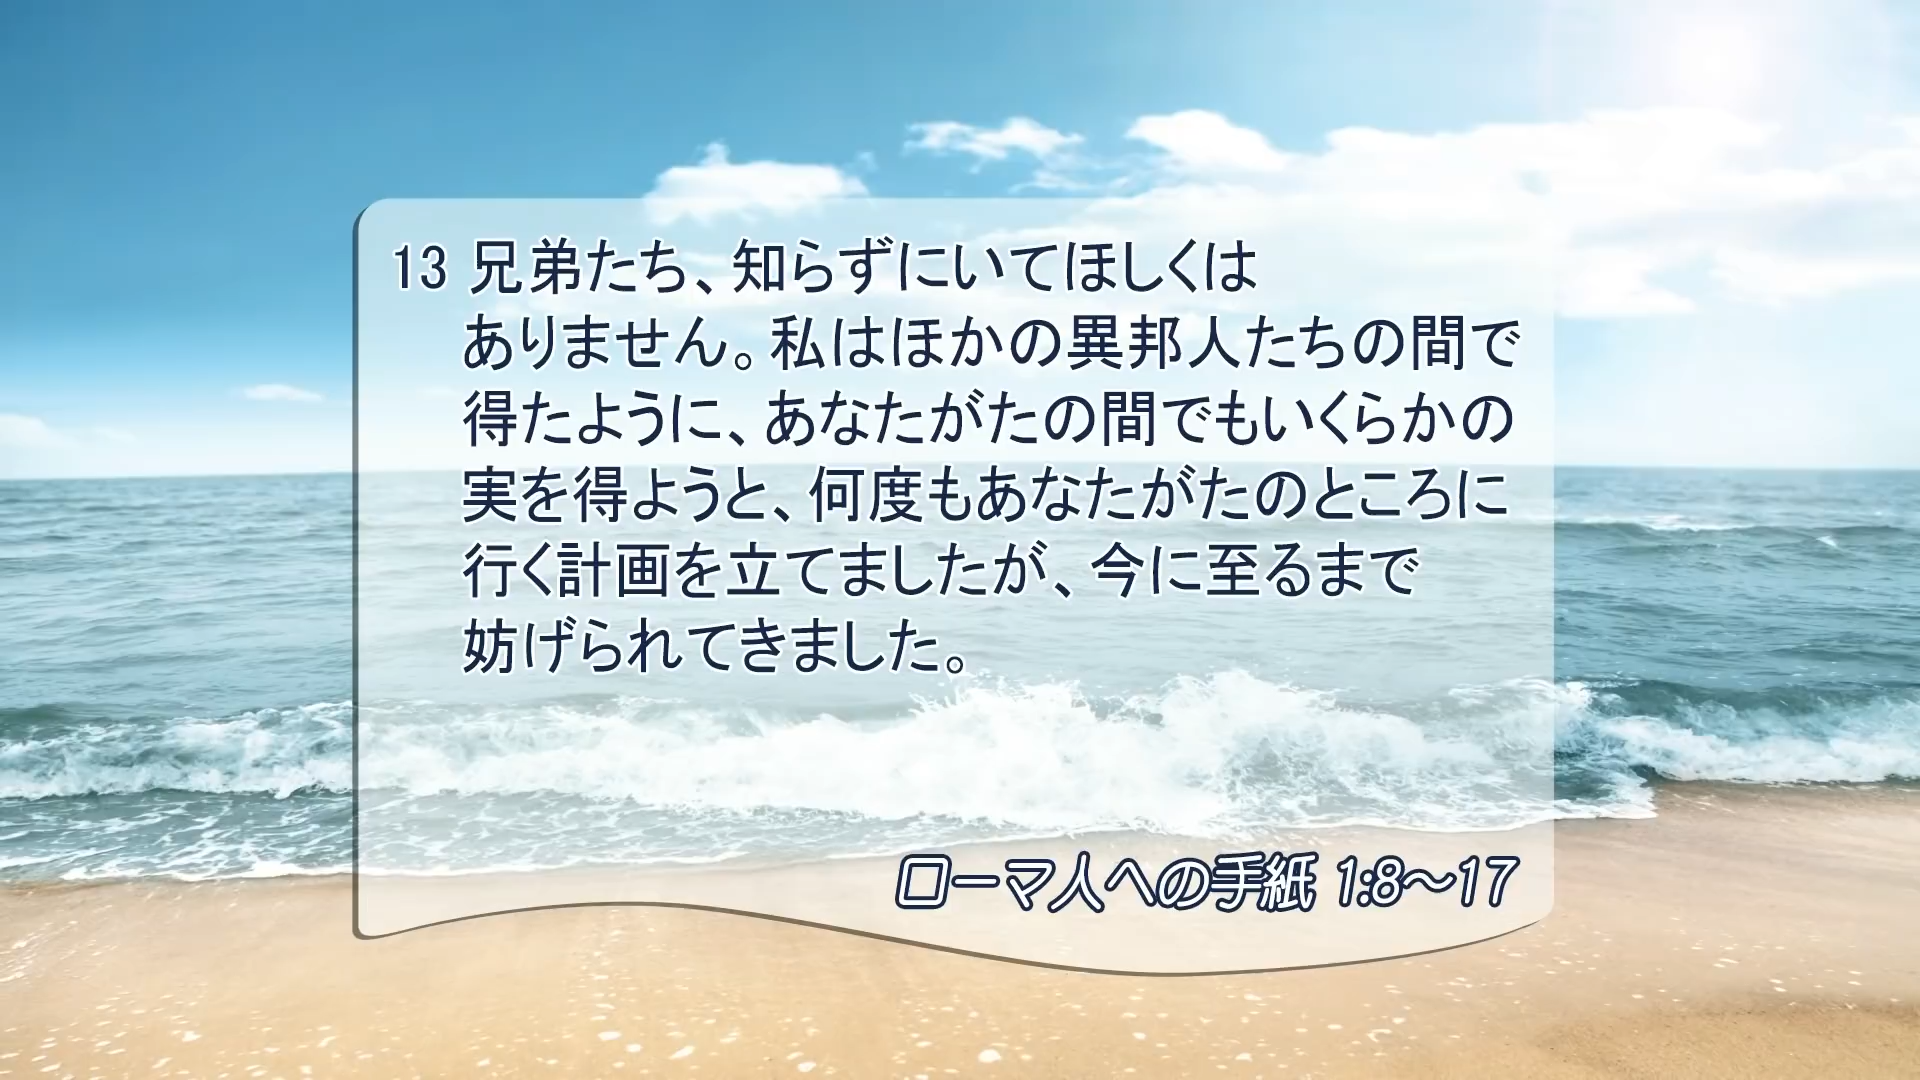 13 兄弟たち、知らずにいてほしくは
ありません。私はほかの異邦人たちの間で
得たように、あなたがたの間でもいくらかの
実を得ようと、何度もあなたがたのところに
行く計画を立てましたが、今に至るまで
妨げられてきました。
ローマ人への手紙 1:8～17